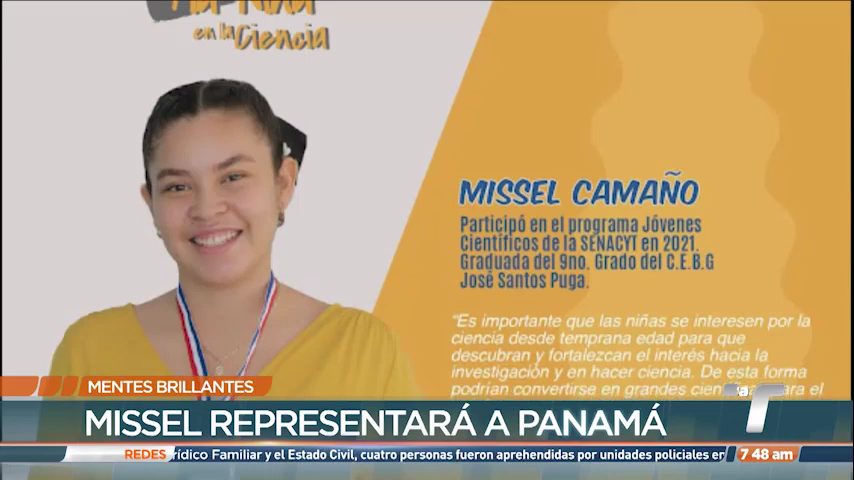 en la Ciencia
MISSEL CAMAÑO
Participó en el programa Jóvenes
Científicos de la SENACYT en 2021.
Graduada del 9no. Grado del C.E.B.G
José Santos Puga.
"Es importante que las niñas se interesen por la
ciencia desde temprana edad para que
descubran y fortalezcan el interés hacia la
investigación y en hacer ciencia. De esta forma
podrían convertirse en grandes
MENTES BRILLANTES
MISSEL REPRESENTARÁ A PANAMÁ
REDES rídico Familiar y el Estado Civil, cuatro personas fueron aprehendidas por unidades policiales en 7 48 am